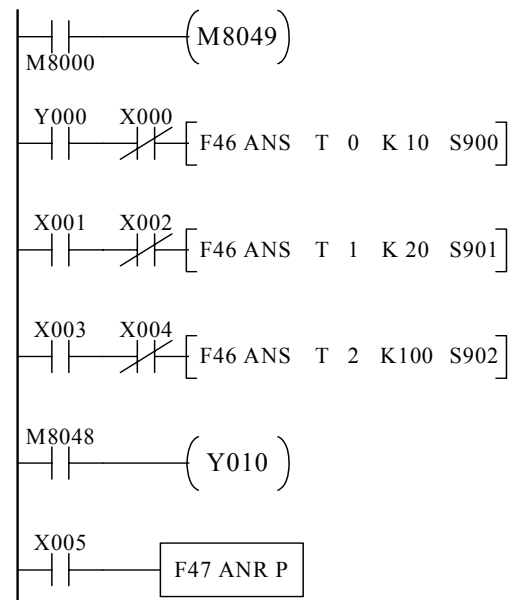 M8049
M8000
Y000 X000
F46 ANS T 0 K 10 S900
X001 X002
F46 ANS T 1 K 20 S901
X003 X004
F46 ANS T 2 K100 S902
M8048
Y010
X005
F47 ANR P